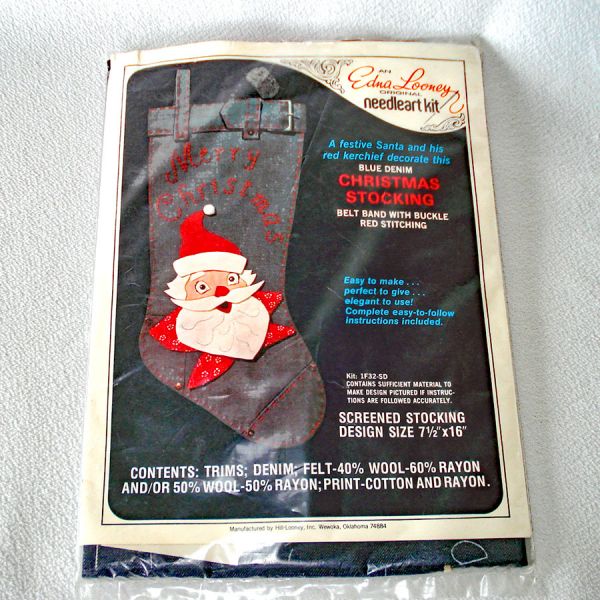 AN
Edna Looney
ORIGINAL
needleart kit
A festive Santa and his
red kerchief decorate this
BLUE DENIM
CHRISTMAS
STOCKING
BELT BAND WITH BUCKLE
RED STITCHING
Merry
Christmas
Easy to make . . .
perfect to give . . .
elegant to use!
Complete easy-to-follow
instructions included.
Kit: 1F32-SD
CONTAINS SUFFICIENT MATERIAL TO
MAKE DESIGN PICTURED IF INSTRUC-
TIONS ARE FOLLOWED ACCURATELY.
SCREENED STOCKING
DESIGN SIZE 7½"x16"
CONTENTS: TRIMS; DENIM; FELT-40% WOOL-60% RAYON
AND/OR 50% WOOL-50% RAYON; PRINT-COTTON AND RAYON.
Manufactured by Hill-Looney, Inc. Wewoka, Oklahoma 74884